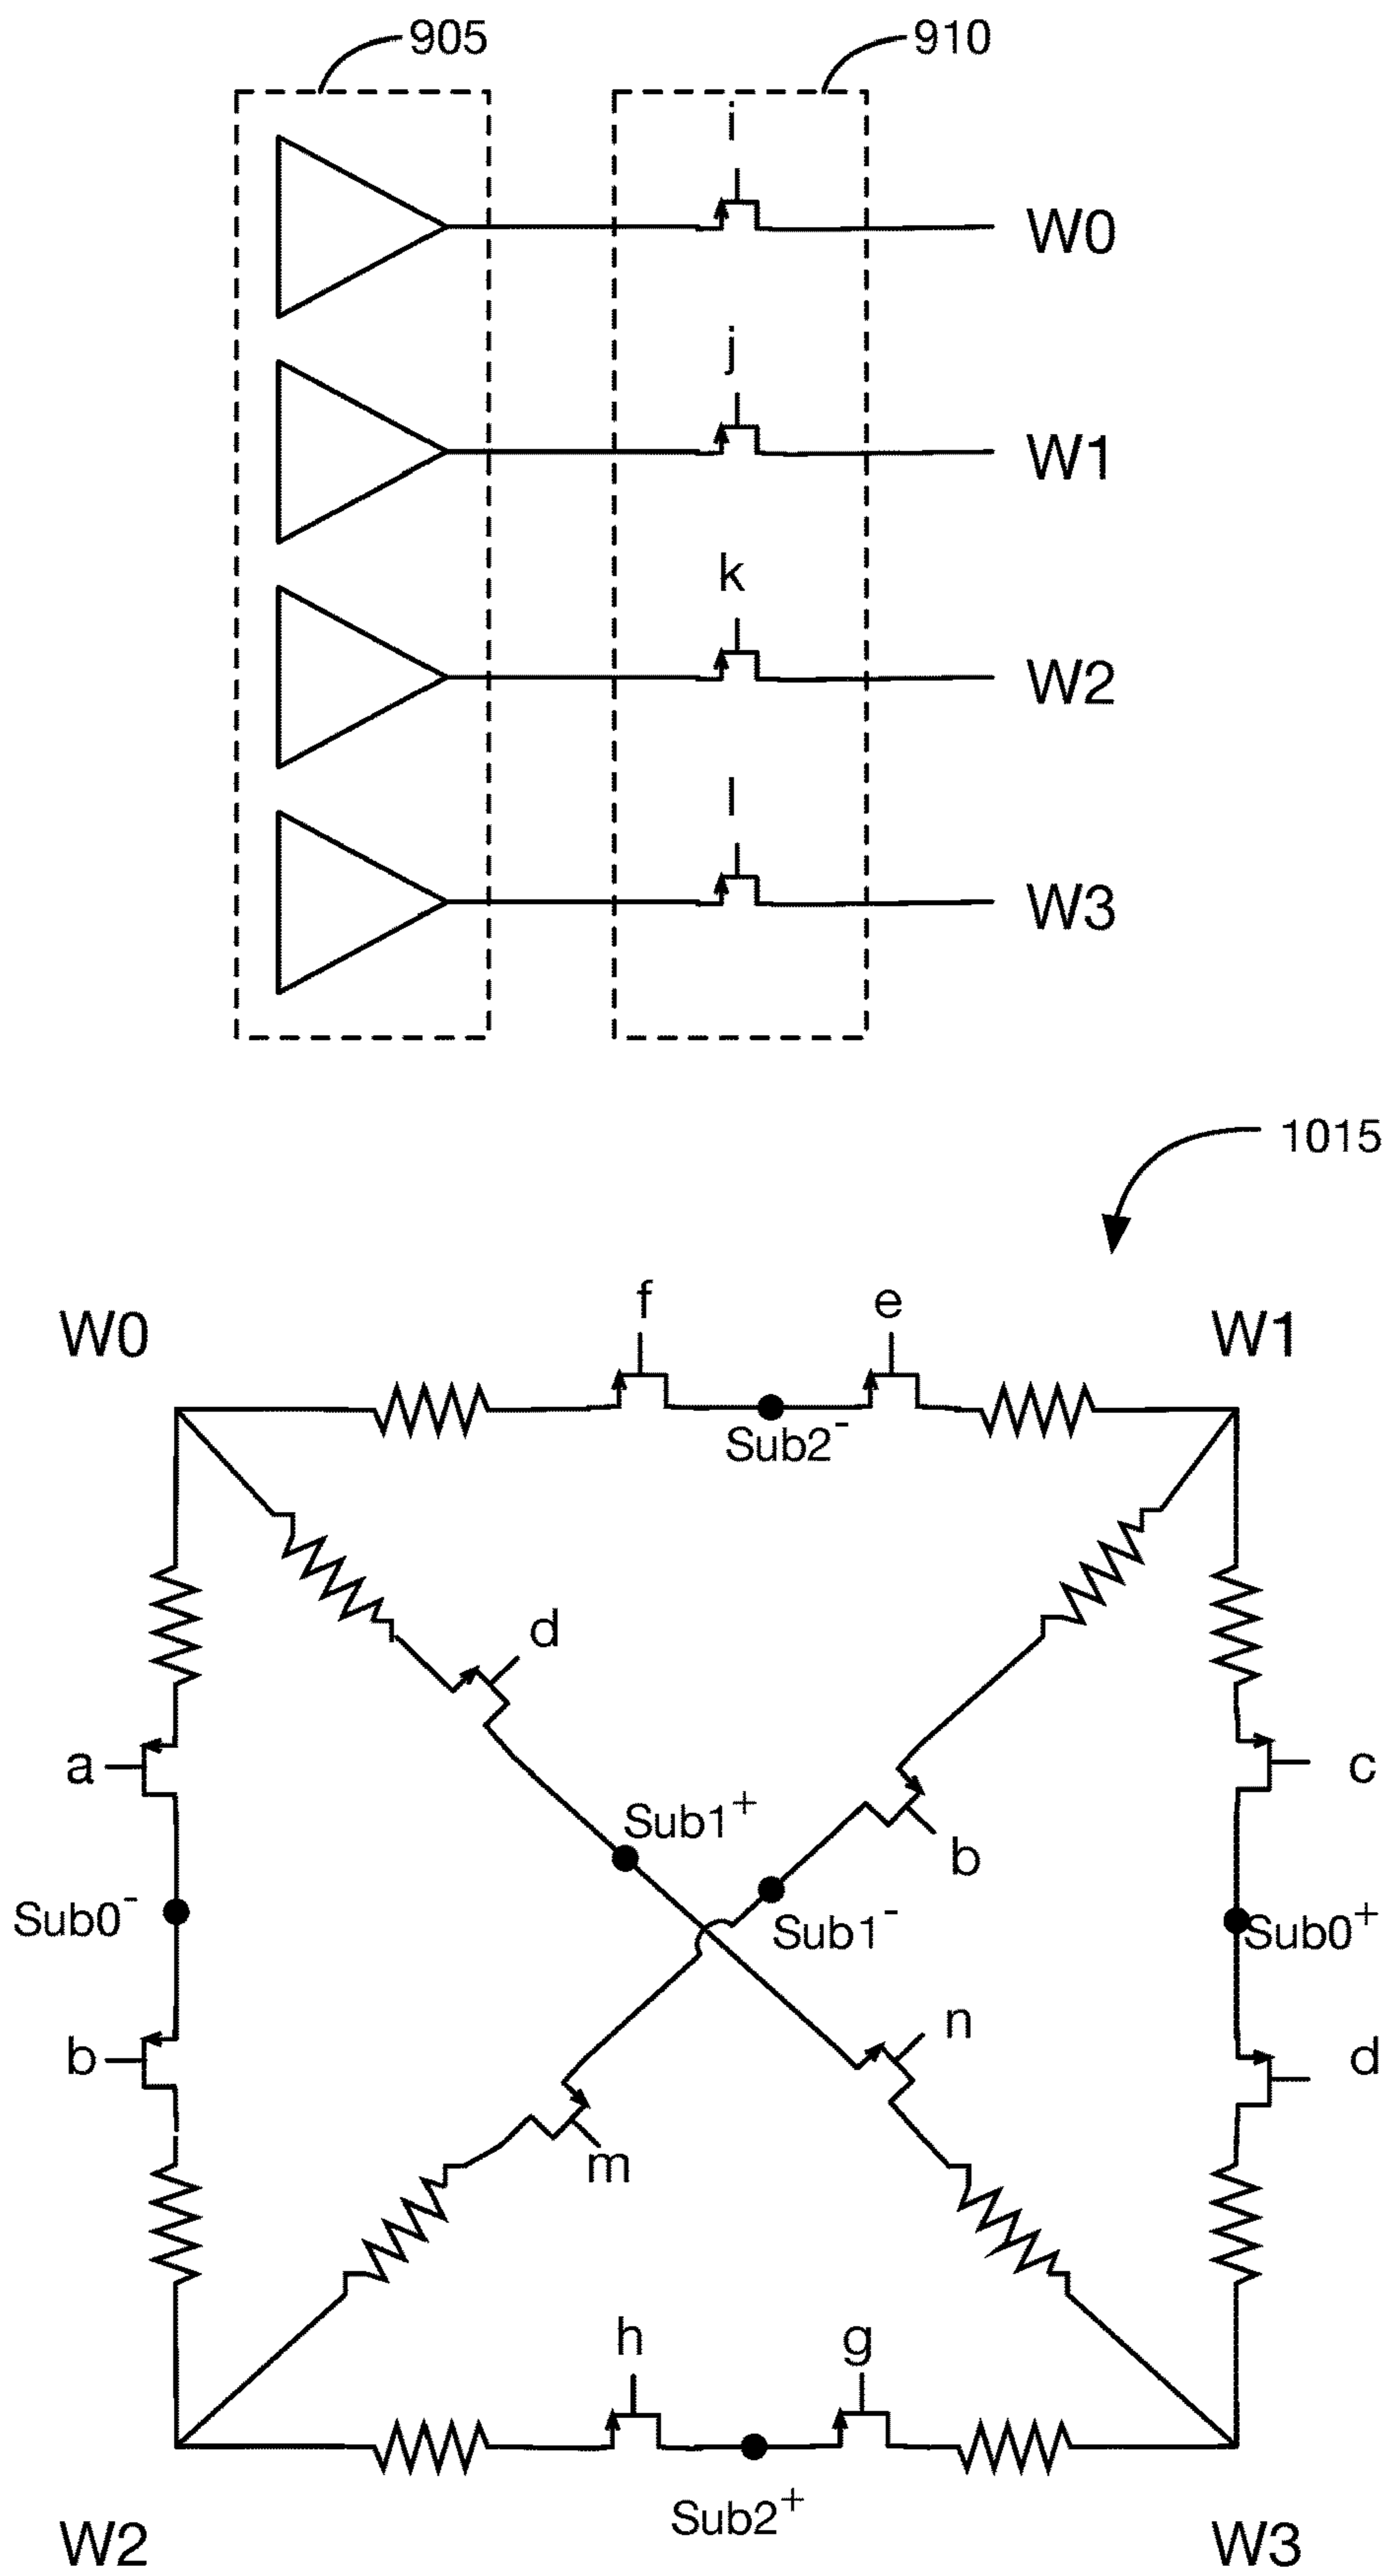 905 910
i
W0
j
W1
k
W2
l
W3
1015
W0 f e W1
Sub2-
d
a Sub1+ c
b
Sub0- Sub1- Sub0+
n
b d
m
h g
Sub2+
W2 W3